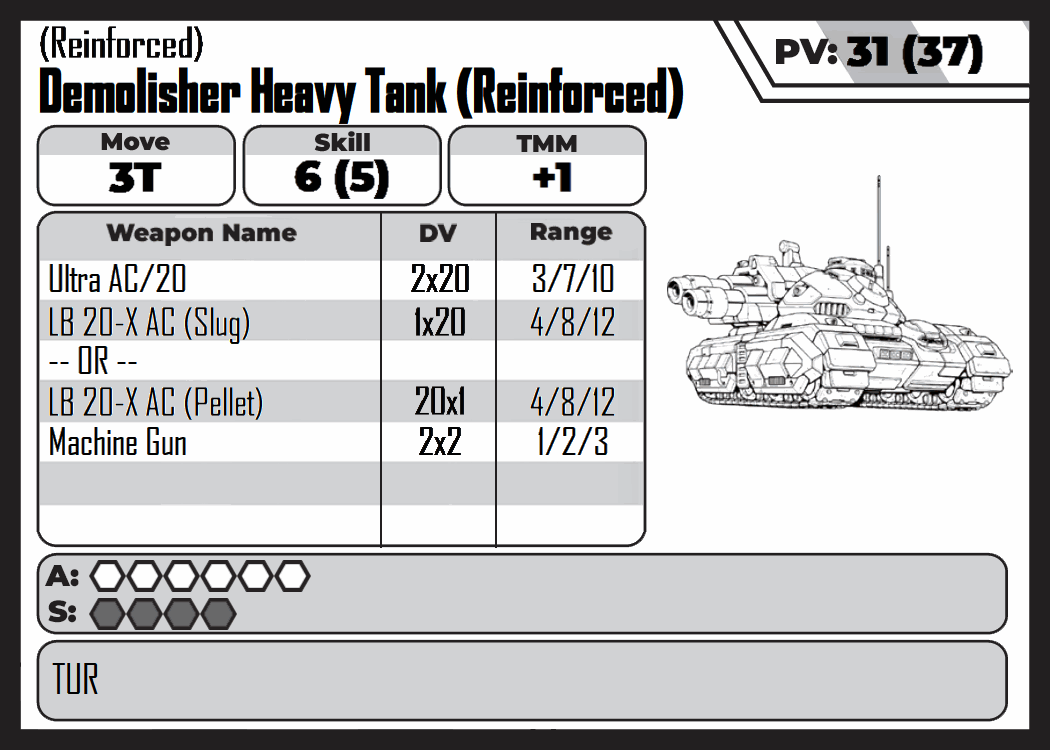 (Reinforced)
Demolisher Heavy Tank (Reinforced)
PV: 31 (37)
Move Skill TMM
3T 6 (5) +1
Weapon Name DV Range
Ultra AC/20 2x20 3/7/10
LB 20-X AC (Slug) 1x20 4/8/12
-- OR --
LB 20-X AC (Pellet) 20x1 4/8/12
Machine Gun 2x2 1/2/3
A:
S:
TUR